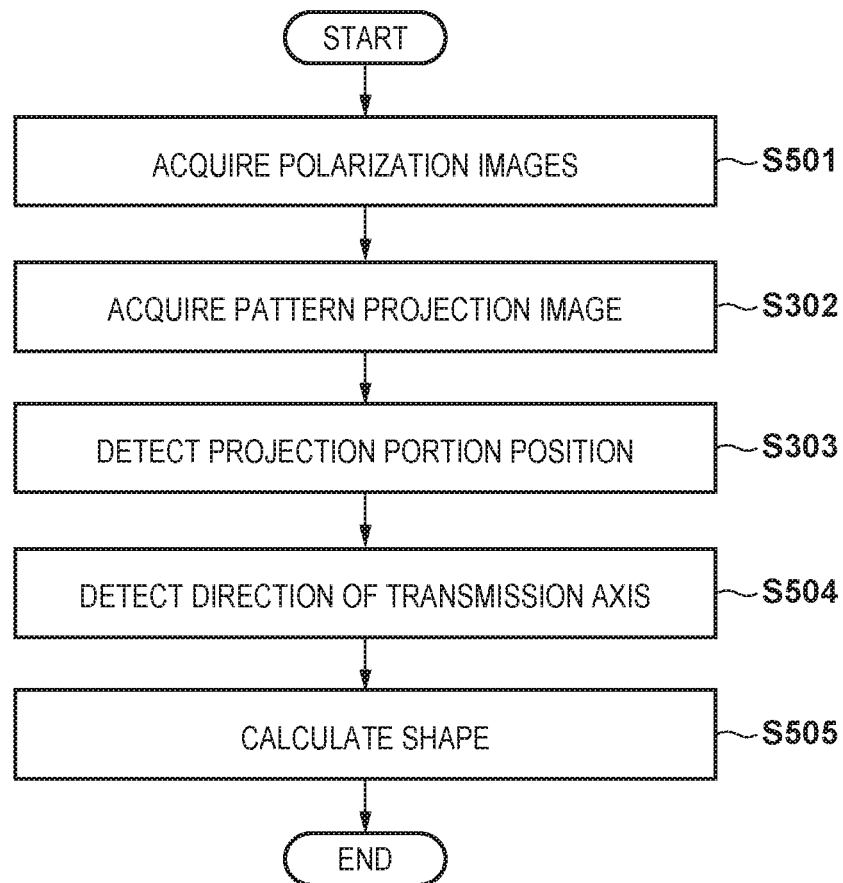 START
ACQUIRE POLARIZATION IMAGES S501
ACQUIRE PATTERN PROJECTION IMAGE S302
DETECT PROJECTION PORTION POSITION S303
DETECT DIRECTION OF TRANSMISSION AXIS S504
CALCULATE SHAPE S505
END